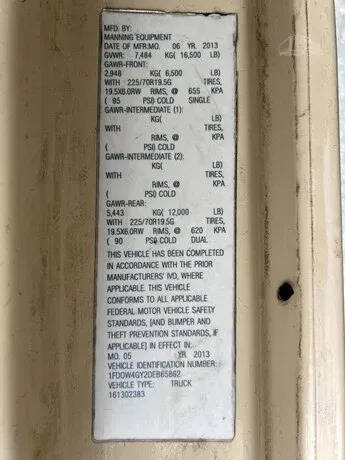 MFD. BY:
MANNING EQUIPMENT
DATE OF MFR:MO. 06 YR. 2013
GVWR: 7,484 KG( 16,500 LB)
GAWR-FRONT:
2,948 KG( 6,500 LB)
WITH 225/70R19.5G TIRES,
19.5X6.0RW RIMS, @ 655 KPA
( 95 PSI) COLD SINGLE
GAWR-INTERMEDIATE (1):
KG( LB)
WITH TIRES,
RIMS, @ KPA
( PSI) COLD
GAWR-INTERMEDIATE (2):
KG( LB)
WITH TIRES,
RIMS, @ KPA
( PSI) COLD
GAWR-REAR:
5,443 KG( 12,000 LB)
WITH 225/70R19.5G TIRES,
19.5X6.0RW RIMS, @ 620 KPA
( 90 PSI) COLD DUAL
THIS VEHICLE HAS BEEN COMPLETED
IN ACCORDANCE WITH THE PRIOR
MANUFACTURERS' IVD, WHERE
APPLICABLE. THIS VEHICLE
CONFORMS TO ALL APPLICABLE
FEDERAL MOTOR VEHICLE SAFETY
STANDARDS, [AND BUMPER AND
THEFT PREVENTION STANDARDS, IF
APPLICABLE] IN EFFECT IN:
MO. 05 YR. 2013
VEHICLE IDENTIFICATION NUMBER:
1FDOW4GY2DEB65862
VEHICLE TYPE: TRUCK
161302383